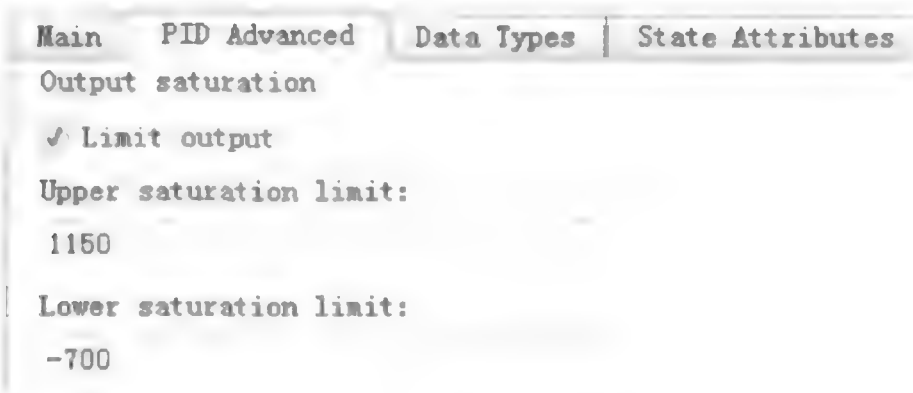 Main PID Advanced Data Types State Attributes
Output saturation
✓ Limit output
Upper saturation limit:
1150
Lower saturation limit:
-700